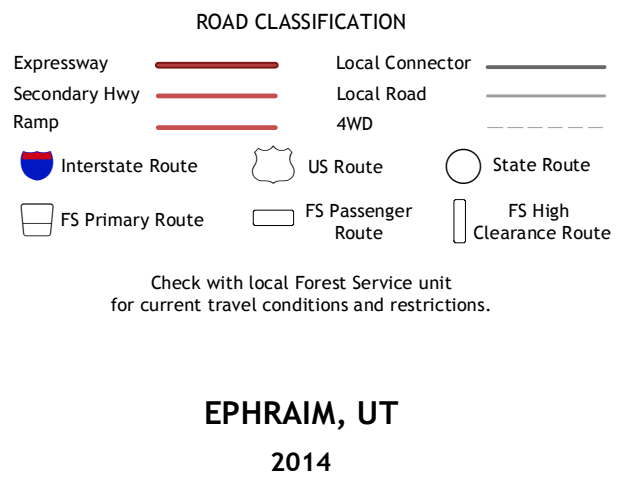 ROAD CLASSIFICATION
Expressway
Local Connector
Secondary Hwy
Local Road
Ramp
4WD
Interstate Route
US Route
State Route
FS Primary Route
FS Passenger
Route
FS High
Clearance Route
Check with local Forest Service unit
for current travel conditions and restrictions.
EPHRAIM, UT
2014